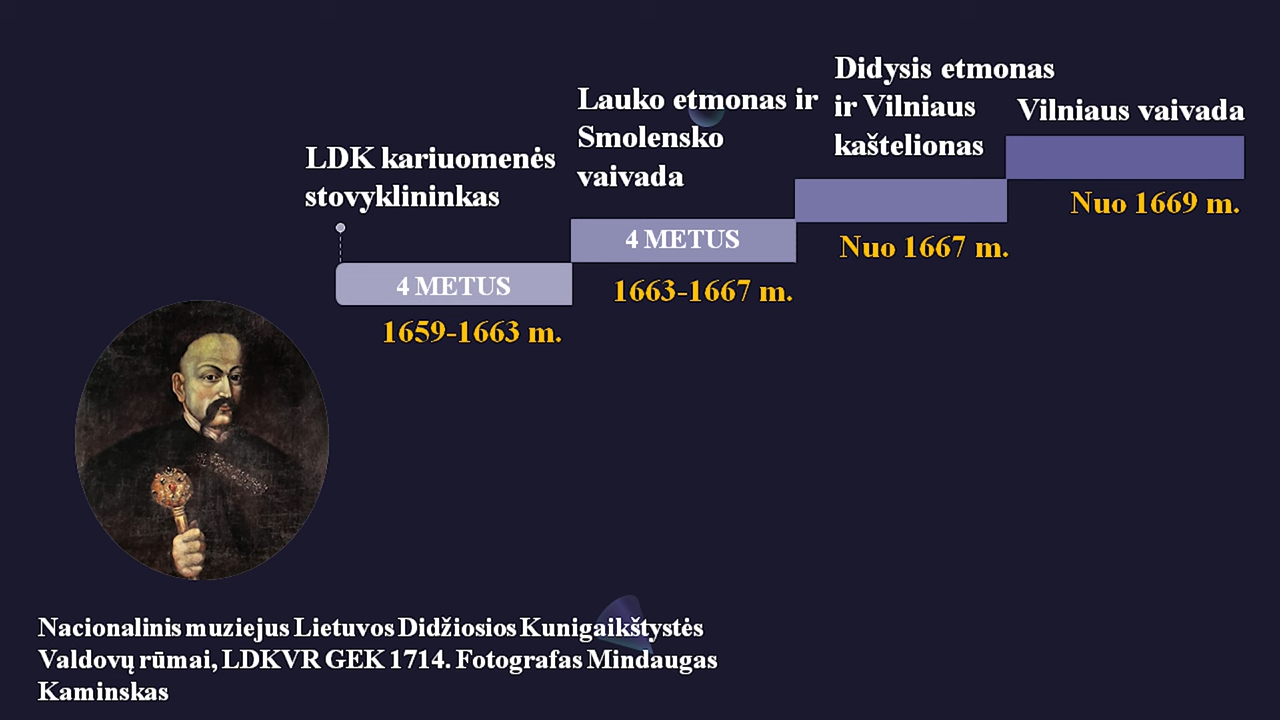 LDK kariuomenės
stovyklininkas
4 METUS
1659-1663 m.
Lauko etmonas ir
Smolensko
vaivada
4 METUS
1663-1667 m.
Didysis etmonas
ir Vilniaus
kaštelionas
Nuo 1667 m.
Vilniaus vaivada
Nuo 1669 m.
Nacionalinis muziejus Lietuvos Didžiosios Kunigaikštystės
Valdovų rūmai, LDKVR GEK 1714. Fotografas Mindaugas
Kaminskas